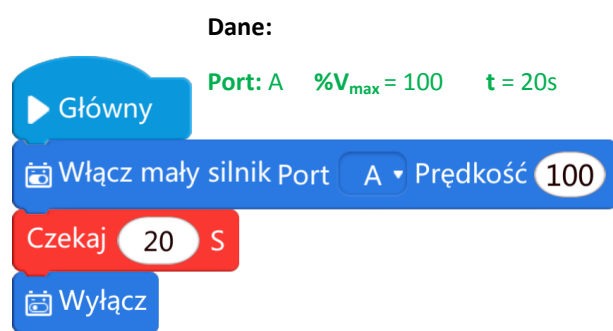 Dane:
Port: A %Vmax = 100 t = 20s
Główny
Włącz mały silnik Port A Prędkość 100
Czekaj 20 S
Wyłącz